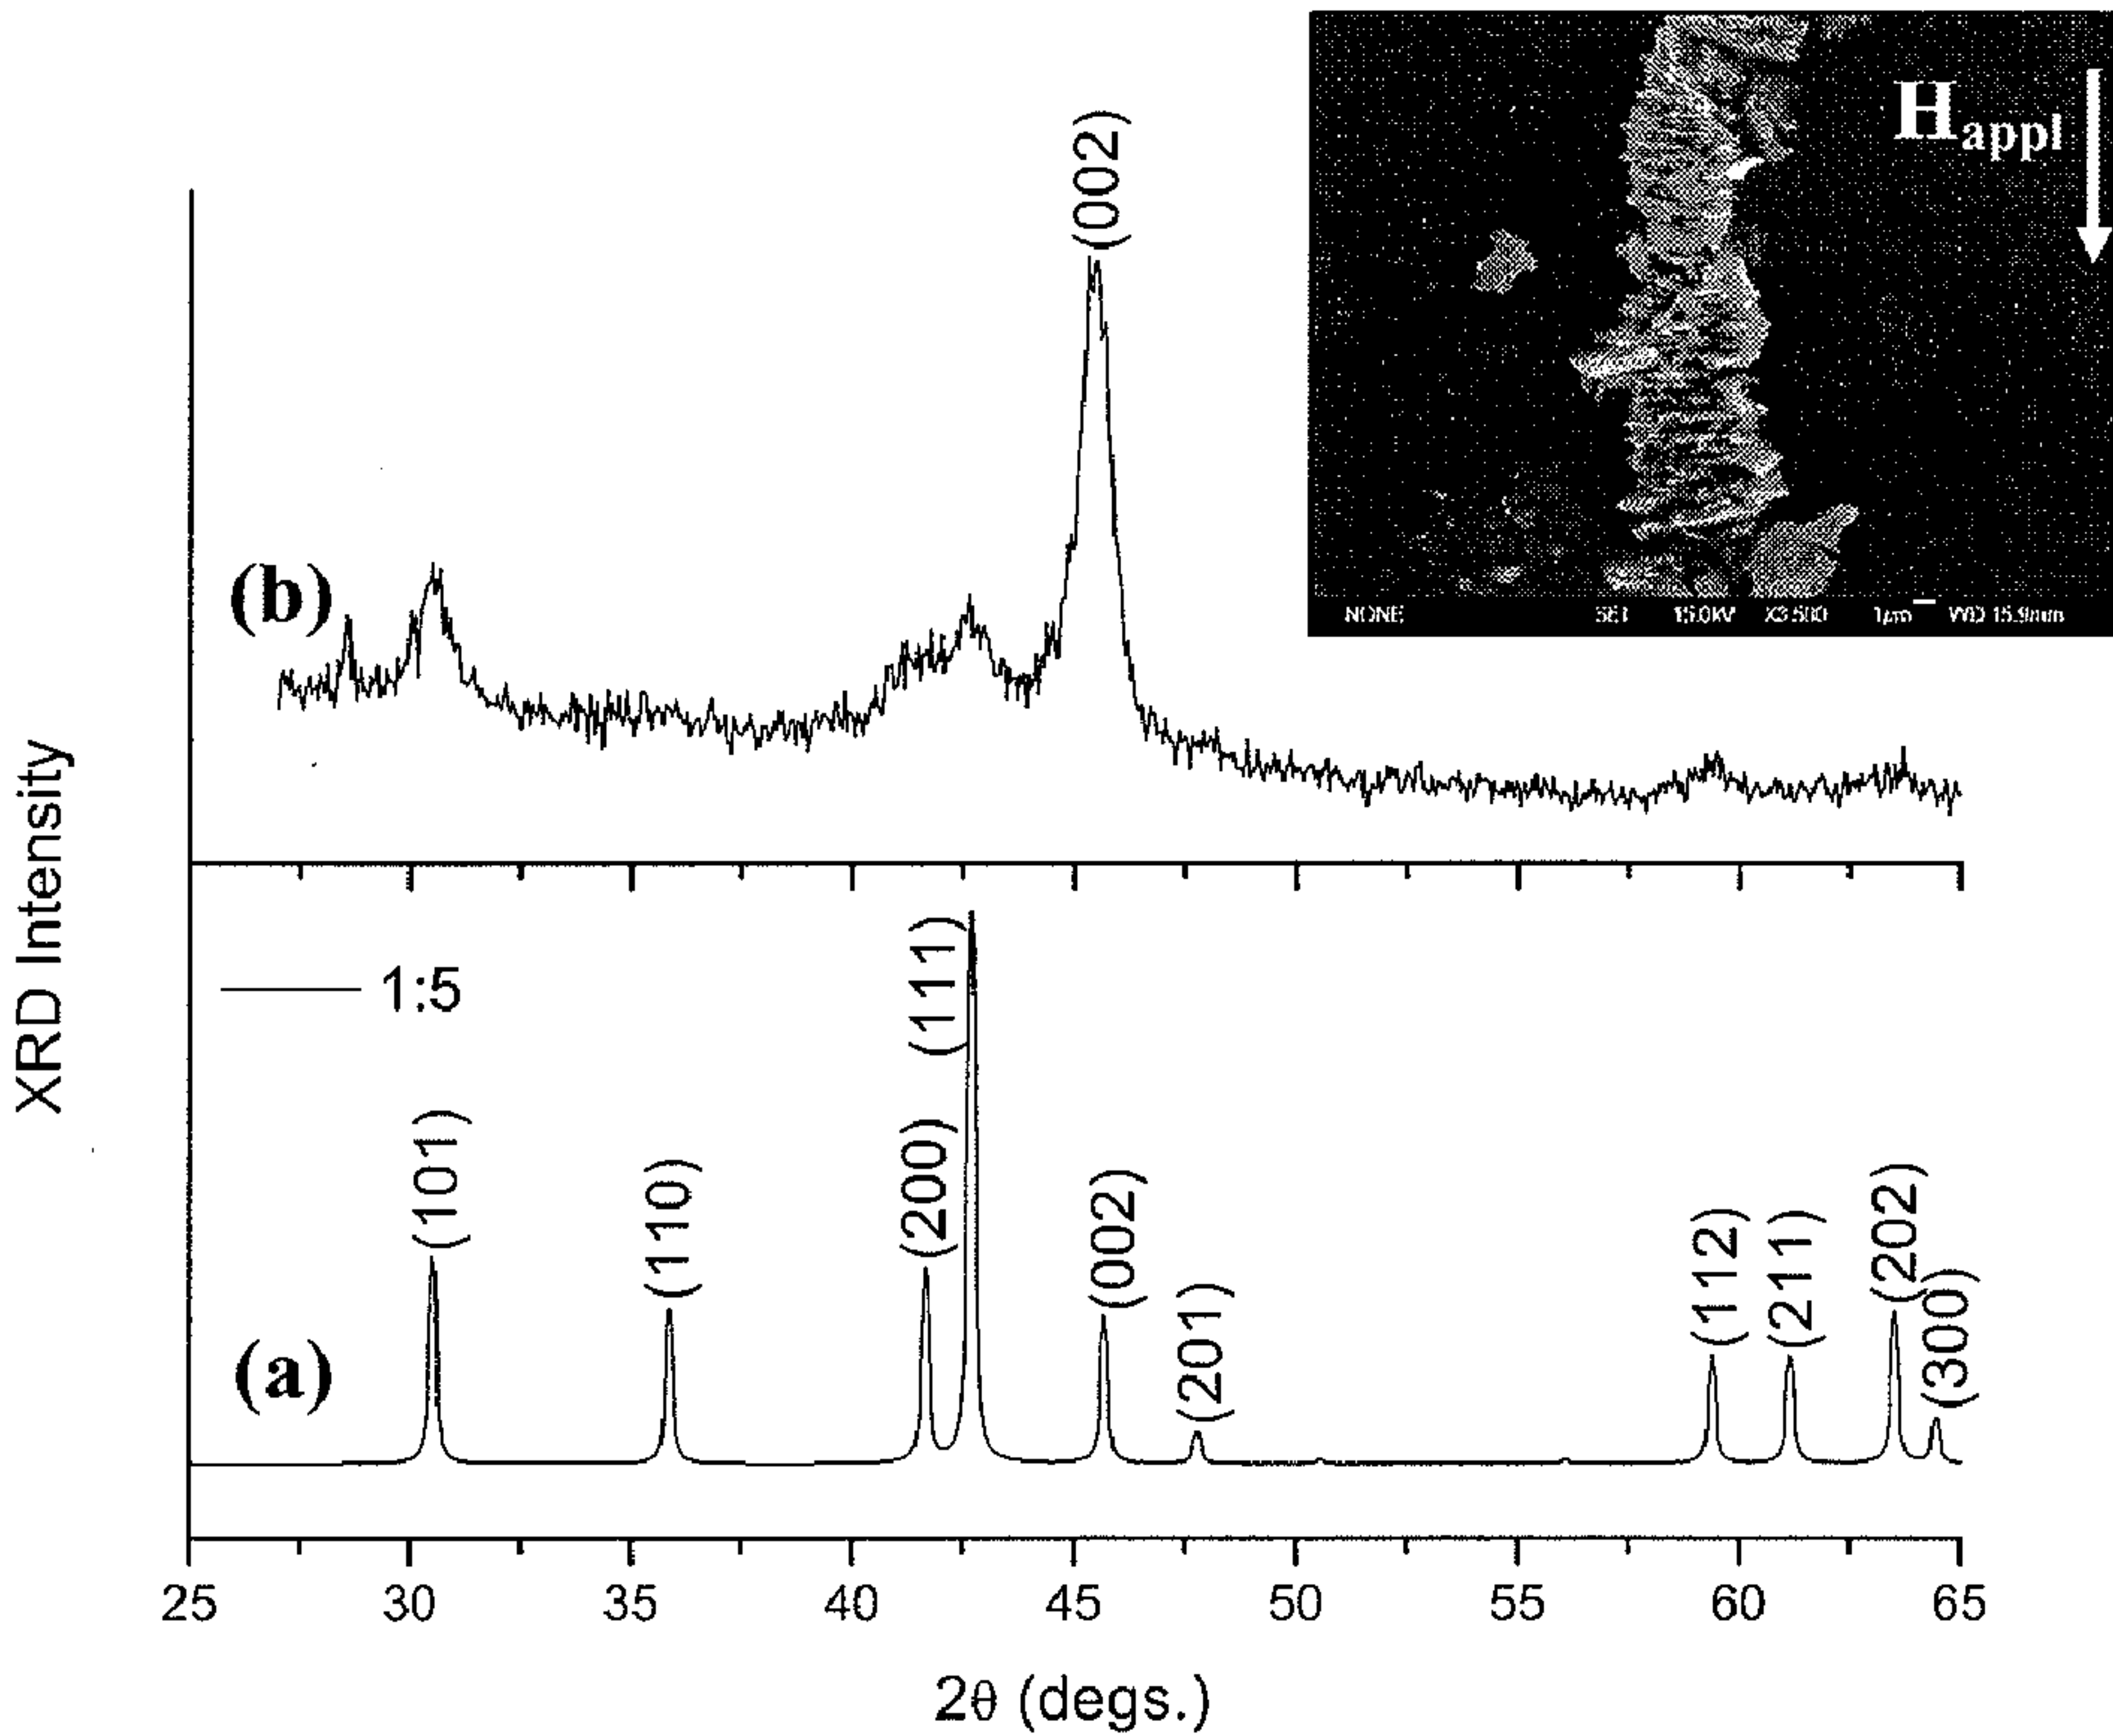 H appl
NONE SEI 15.0kV X3,500 1μm WD 15.9mm
(002)
(b)
XRD Intensity
1:5
(111)
(101)
(110)
(200)
(002)
(201)
(112)
(211)
(202)
(300)
(a)
25 30 35 40 45 50 55 60 65
2θ (degs.)